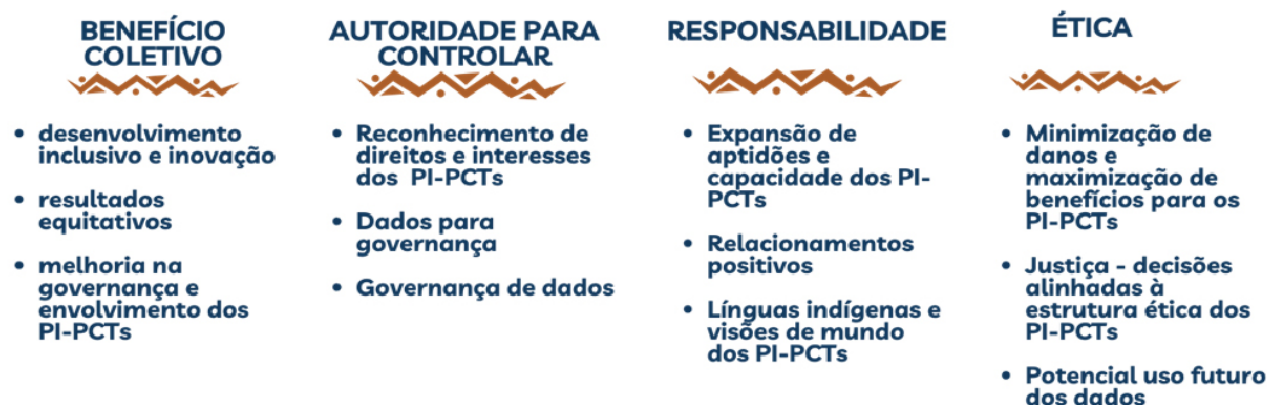 BENEFÍCIO
COLETIVO
• desenvolvimento
inclusivo e inovação
• resultados
equitativos
• melhoria na
governança e
envolvimento dos
PI-PCTs
AUTORIDADE PARA
CONTROLAR
• Reconhecimento de
direitos e interesses
dos PI-PCTs
• Dados para
governança
• Governança de dados
RESPONSABILIDADE
• Expansão de
aptidões e
capacidade dos PI-
PCTs
• Relacionamentos
positivos
• Línguas indígenas e
visões de mundo
dos PI-PCTs
ÉTICA
• Minimização de
danos e
maximização de
benefícios para os
PI-PCTs
• Justiça - decisões
alinhadas à
estrutura ética dos
PI-PCTs
• Potencial uso futuro
dos dados